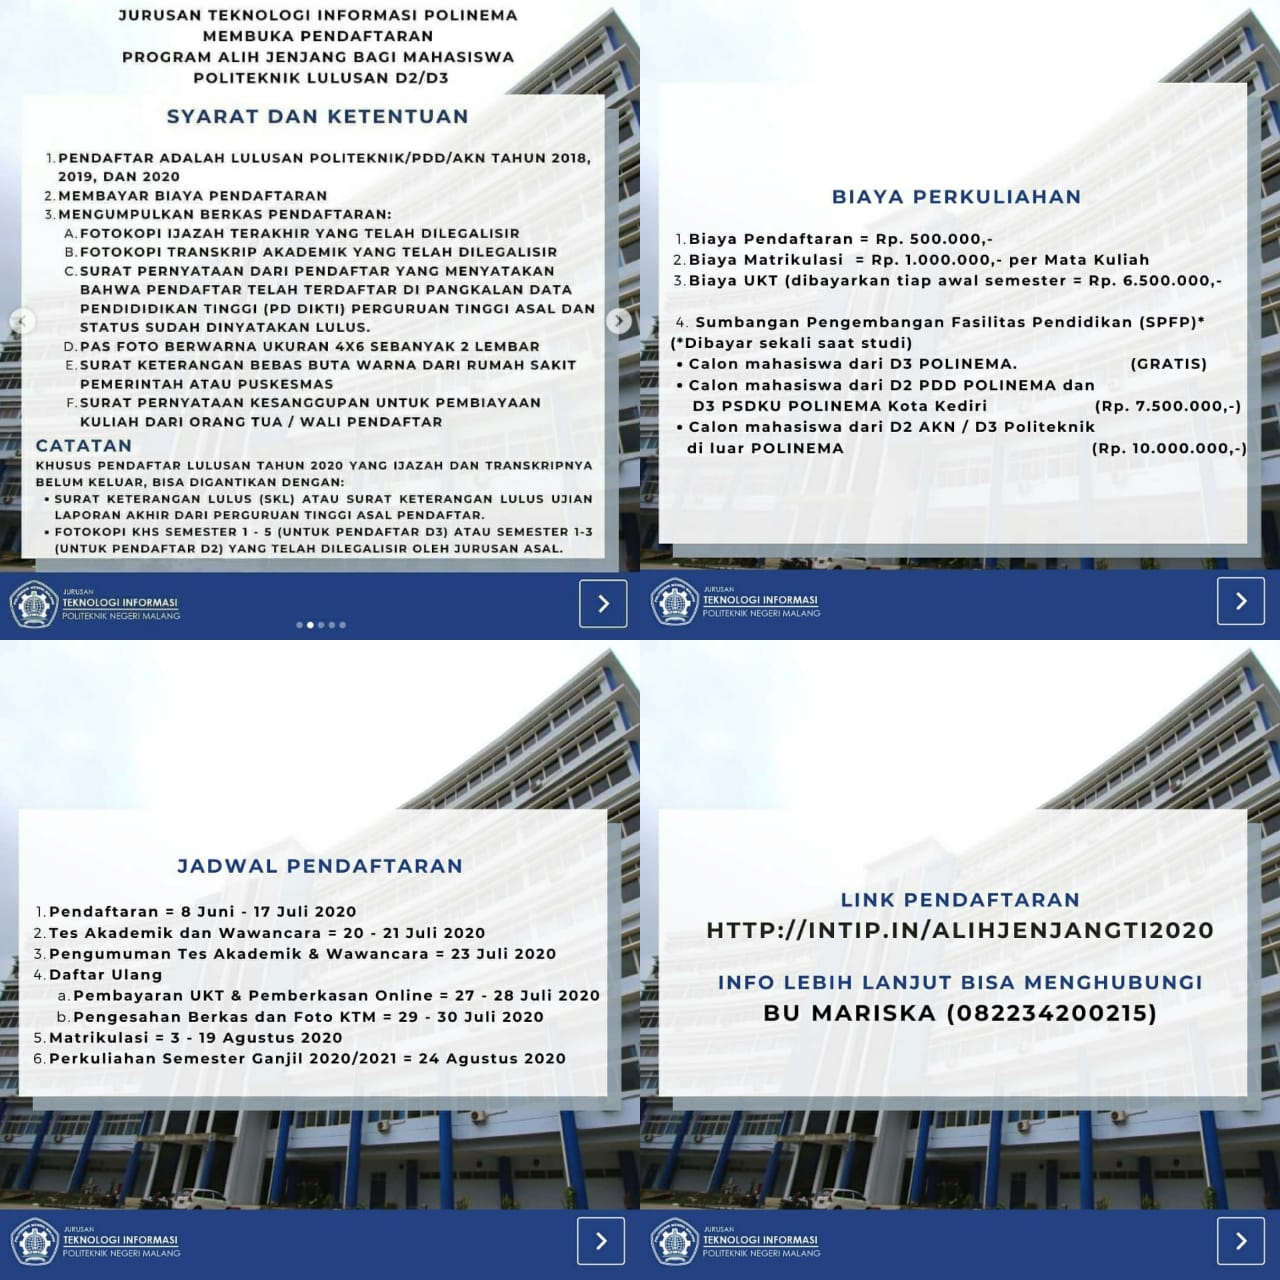 JURUSAN TEKNOLOGI INFORMASI POLINEMA
MEMBUKA PENDAFTARAN
PROGRAM ALIH JENJANG BAGI MAHASISWA
POLITEKNIK LULUSAN D2/D3
SYARAT DAN KETENTUAN
1. PENDAFTAR ADALAH LULUSAN POLITEKNIK/PDD/AKN TAHUN 2018,
2019, DAN 2020
2. MEMBAYAR BIAYA PENDAFTARAN
3. MENGUMPULKAN BERKAS PENDAFTARAN:
A. FOTOKOPI IJAZAH TERAKHIR YANG TELAH DILEGALISIR
B. FOTOKOPI TRANSKRIP AKADEMIK YANG TELAH DILEGALISIR
C. SURAT PERNYATAAN DARI PENDAFTAR YANG MENYATAKAN
BAHWA PENDAFTAR TELAH TERDAFTAR DI PANGKALAN DATA
PENDIDIDIKAN TINGGI (PD DIKTI) PERGURUAN TINGGI ASAL DAN
STATUS SUDAH DINYATAKAN LULUS.
D. PAS FOTO BERWARNA UKURAN 4X6 SEBANYAK 2 LEMBAR
E. SURAT KETERANGAN BEBAS BUTA WARNA DARI RUMAH SAKIT
PEMERINTAH ATAU PUSKESMAS
F. SURAT PERNYATAAN KESANGGUPAN UNTUK PEMBIAYAAN
KULIAH DARI ORANG TUA / WALI PENDAFTAR
CATATAN
KHUSUS PENDAFTAR LULUSAN TAHUN 2020 YANG IJAZAH DAN TRANSKRIPNYA
BELUM KELUAR, BISA DIGANTIKAN DENGAN:
• SURAT KETERANGAN LULUS (SKL) ATAU SURAT KETERANGAN LULUS UJIAN
LAPORAN AKHIR DARI PERGURUAN TINGGI ASAL PENDAFTAR.
• FOTOKOPI KHS SEMESTER 1 - 5 (UNTUK PENDAFTAR D3) ATAU SEMESTER 1-3
(UNTUK PENDAFTAR D2) YANG TELAH DILEGALISIR OLEH JURUSAN ASAL.
JURUSAN
TEKNOLOGI INFORMASI
POLITEKNIK NEGERI MALANG
BIAYA PERKULIAHAN
1. Biaya Pendaftaran = Rp. 500.000,-
2. Biaya Matrikulasi = Rp. 1.000.000,- per Mata Kuliah
3. Biaya UKT (dibayarkan tiap awal semester = Rp. 6.500.000,-
4. Sumbangan Pengembangan Fasilitas Pendidikan (SPFP)*
(*Dibayar sekali saat studi)
• Calon mahasiswa dari D3 POLINEMA. (GRATIS)
• Calon mahasiswa dari D2 PDD POLINEMA dan
D3 PSDKU POLINEMA Kota Kediri (Rp. 7.500.000,-)
• Calon mahasiswa dari D2 AKN / D3 Politeknik
di luar POLINEMA (Rp. 10.000.000,-)
JURUSAN
TEKNOLOGI INFORMASI
POLITEKNIK NEGERI MALANG
JADWAL PENDAFTARAN
1. Pendaftaran = 8 Juni - 17 Juli 2020
2. Tes Akademik dan Wawancara = 20 - 21 Juli 2020
3. Pengumuman Tes Akademik & Wawancara = 23 Juli 2020
4. Daftar Ulang
a. Pembayaran UKT & Pemberkasan Online = 27 - 28 Juli 2020
b. Pengesahan Berkas dan Foto KTM = 29 - 30 Juli 2020
5. Matrikulasi = 3 - 19 Agustus 2020
6. Perkuliahan Semester Ganjil 2020/2021 = 24 Agustus 2020
JURUSAN
TEKNOLOGI INFORMASI
POLITEKNIK NEGERI MALANG
LINK PENDAFTARAN
HTTP://INTIP.IN/ALIHJENJANGTI2020
INFO LEBIH LANJUT BISA MENGHUBUNGI
BU MARISKA (082234200215)
JURUSAN
TEKNOLOGI INFORMASI
POLITEKNIK NEGERI MALANG